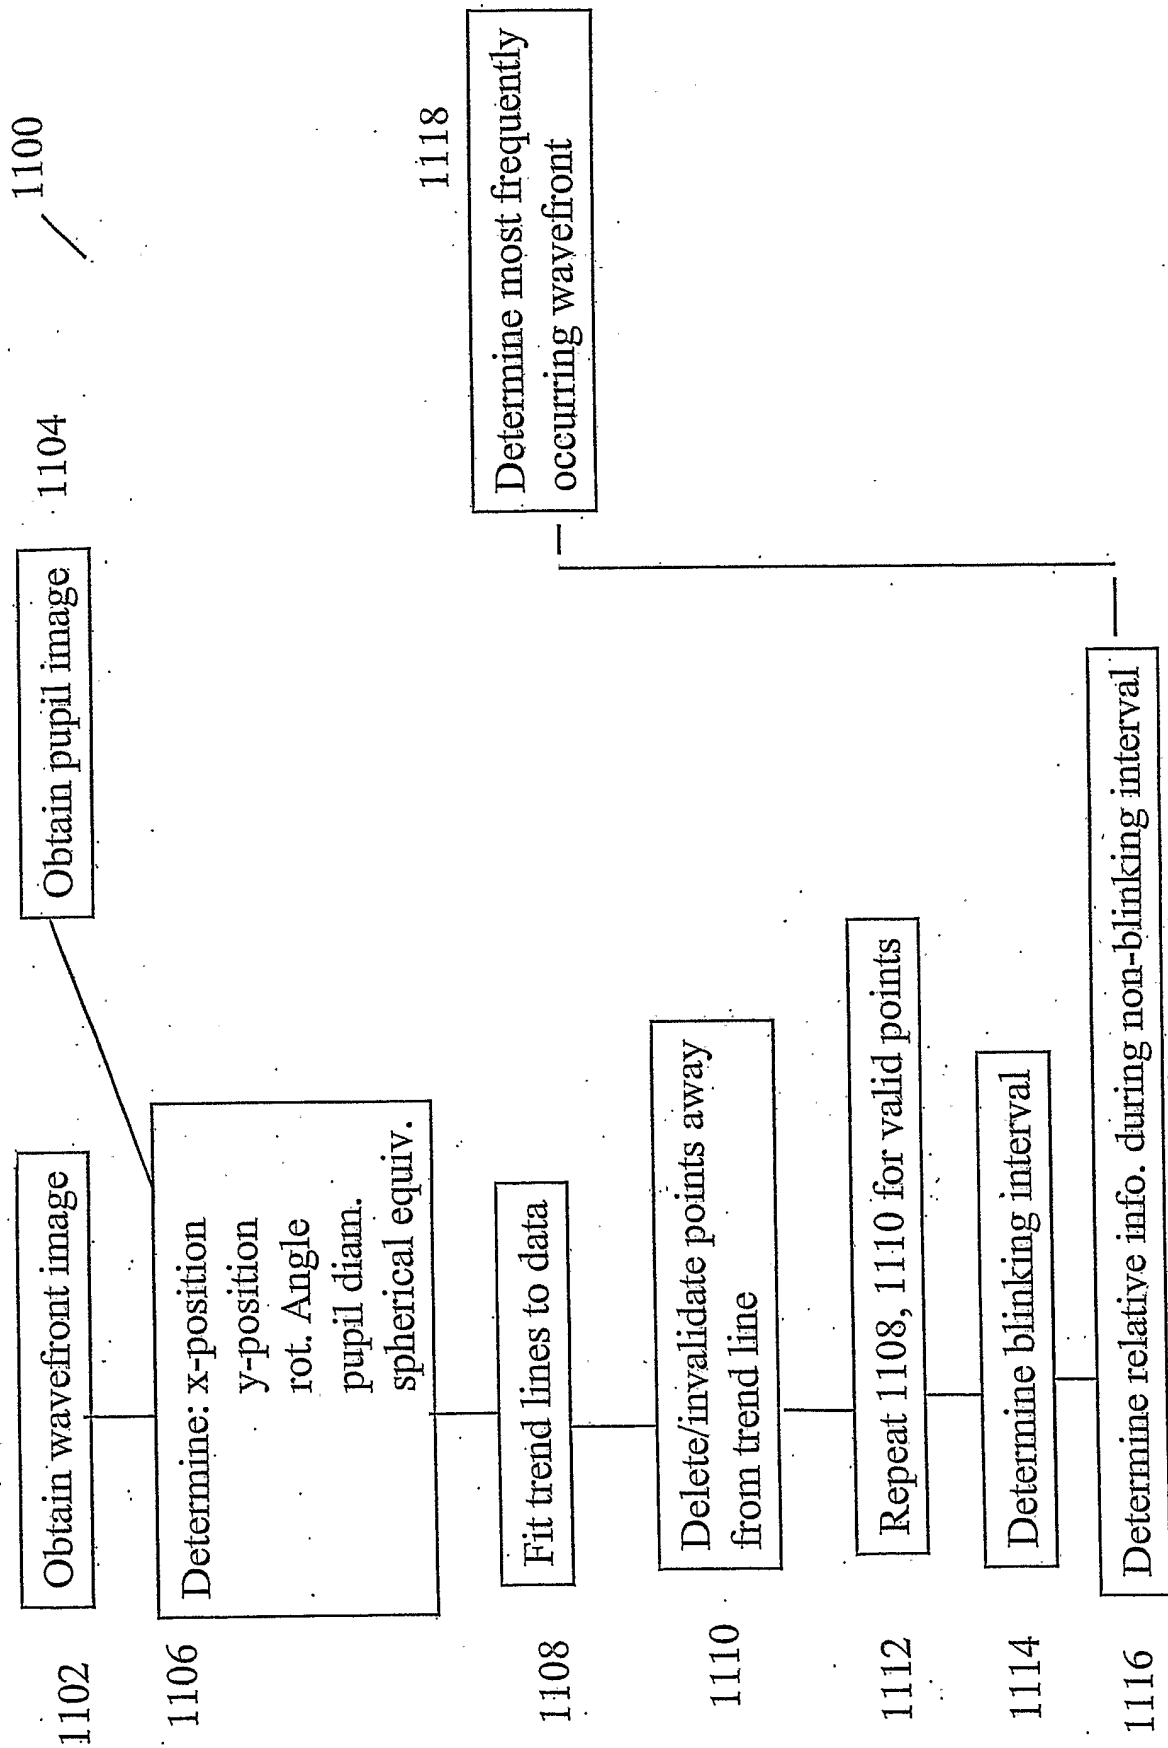 1100
1102
Obtain wavefront image
Obtain pupil image
1104
1106
Determine: x-position
y-position
rot. Angle
pupil diam.
spherical equiv.
1108
Fit trend lines to data
1110
Delete/invalidate points away
from trend line
1112
Repeat 1108, 1110 for valid points
1114
Determine blinking interval
1116
Determine relative info. during non-blinking interval
1118
Determine most frequently
occurring wavefront